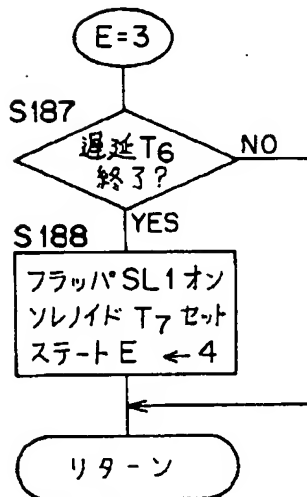 E=3
S187
遅延T6
終了?
NO
YES
S188
フラッパSL1オン
ソレノイド T7 セット
ステートE ←4
リターン